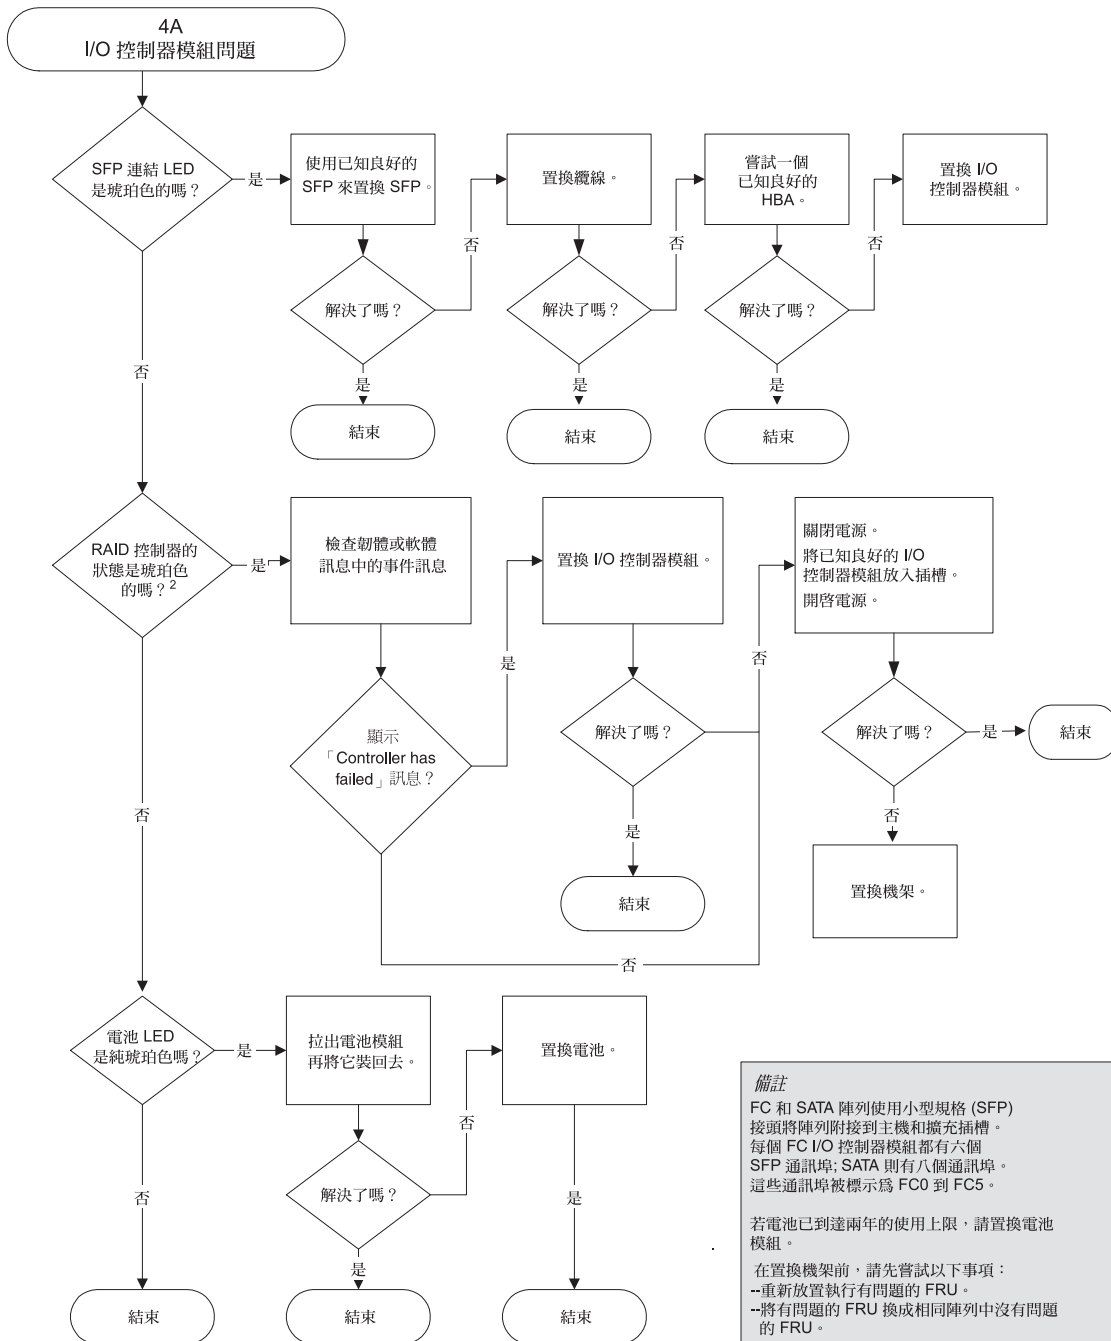 4A
I/O 控制器模組問題
SFP 連結 LED
是琥珀色的嗎？
是
使用已知良好的
SFP 來置換 SFP。
否
置換纜線。
否
嘗試一個
已知良好的
HBA。
否
置換 I/O
控制器模組。
解決了嗎？
解決了嗎？
解決了嗎？
是
是
是
結束
結束
結束
否
RAID 控制器的
狀態是琥珀色
的嗎？2
是
檢查韌體或軟體
訊息中的事件訊息
是
置換 I/O 控制器模組。
否
關閉電源。
將已知良好的 I/O
控制器模組放入插槽。
開啓電源。
顯示
「Controller has
failed」訊息？
解決了嗎？
解決了嗎？
是
結束
是
結束
否
置換機架。
否
否
電池 LED
是純琥珀色嗎？
是
拉出電池模組
再將它裝回去。
否
置換電池。
解決了嗎？
否
是
是
結束
結束
結束
備註
FC 和 SATA 陣列使用小型規格 (SFP)
接頭將陣列附接到主機和擴充插槽。
每個 FC I/O 控制器模組都有六個
SFP 通訊埠; SATA 則有八個通訊埠。
這些通訊埠被標示爲 FC0 到 FC5。
若電池已到達兩年的使用上限，請置換電池
模組。
在置換機架前，請先嘗試以下事項：
--重新放置執行有問題的 FRU。
--將有問題的 FRU 換成相同陣列中沒有問題
的 FRU。